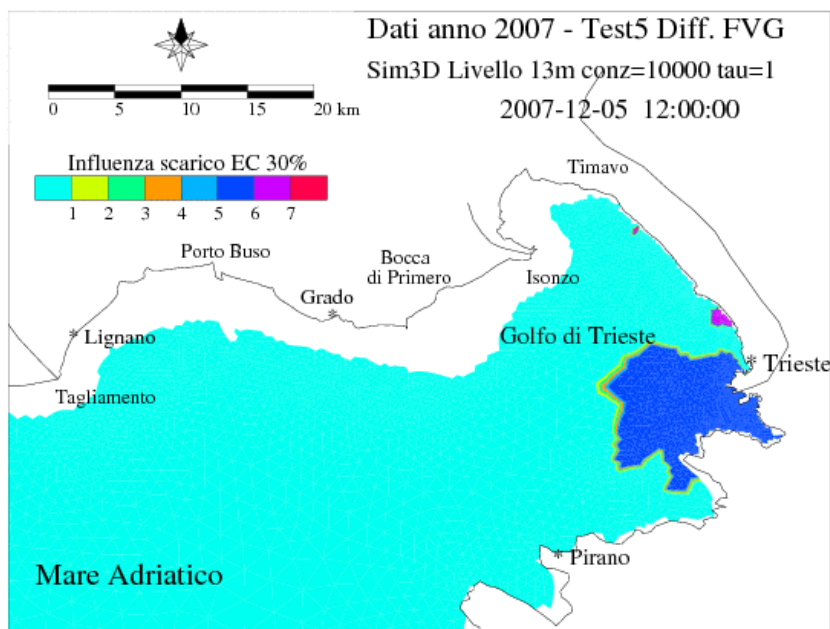 Dati anno 2007 - Test5 Diff. FVG
Sim3D Livello 13m conz=10000 tau=1
2007-12-05 12:00:00
0 5 10 15 20 km
Influenza scarico EC 30%
1 2 3 4 5 6 7
Timavo
Porto Buso
Bocca
di Primero
Isonzo
Grado
Lignano
Golfo di Trieste
Trieste
Tagliamento
Pirano
Mare Adriatico